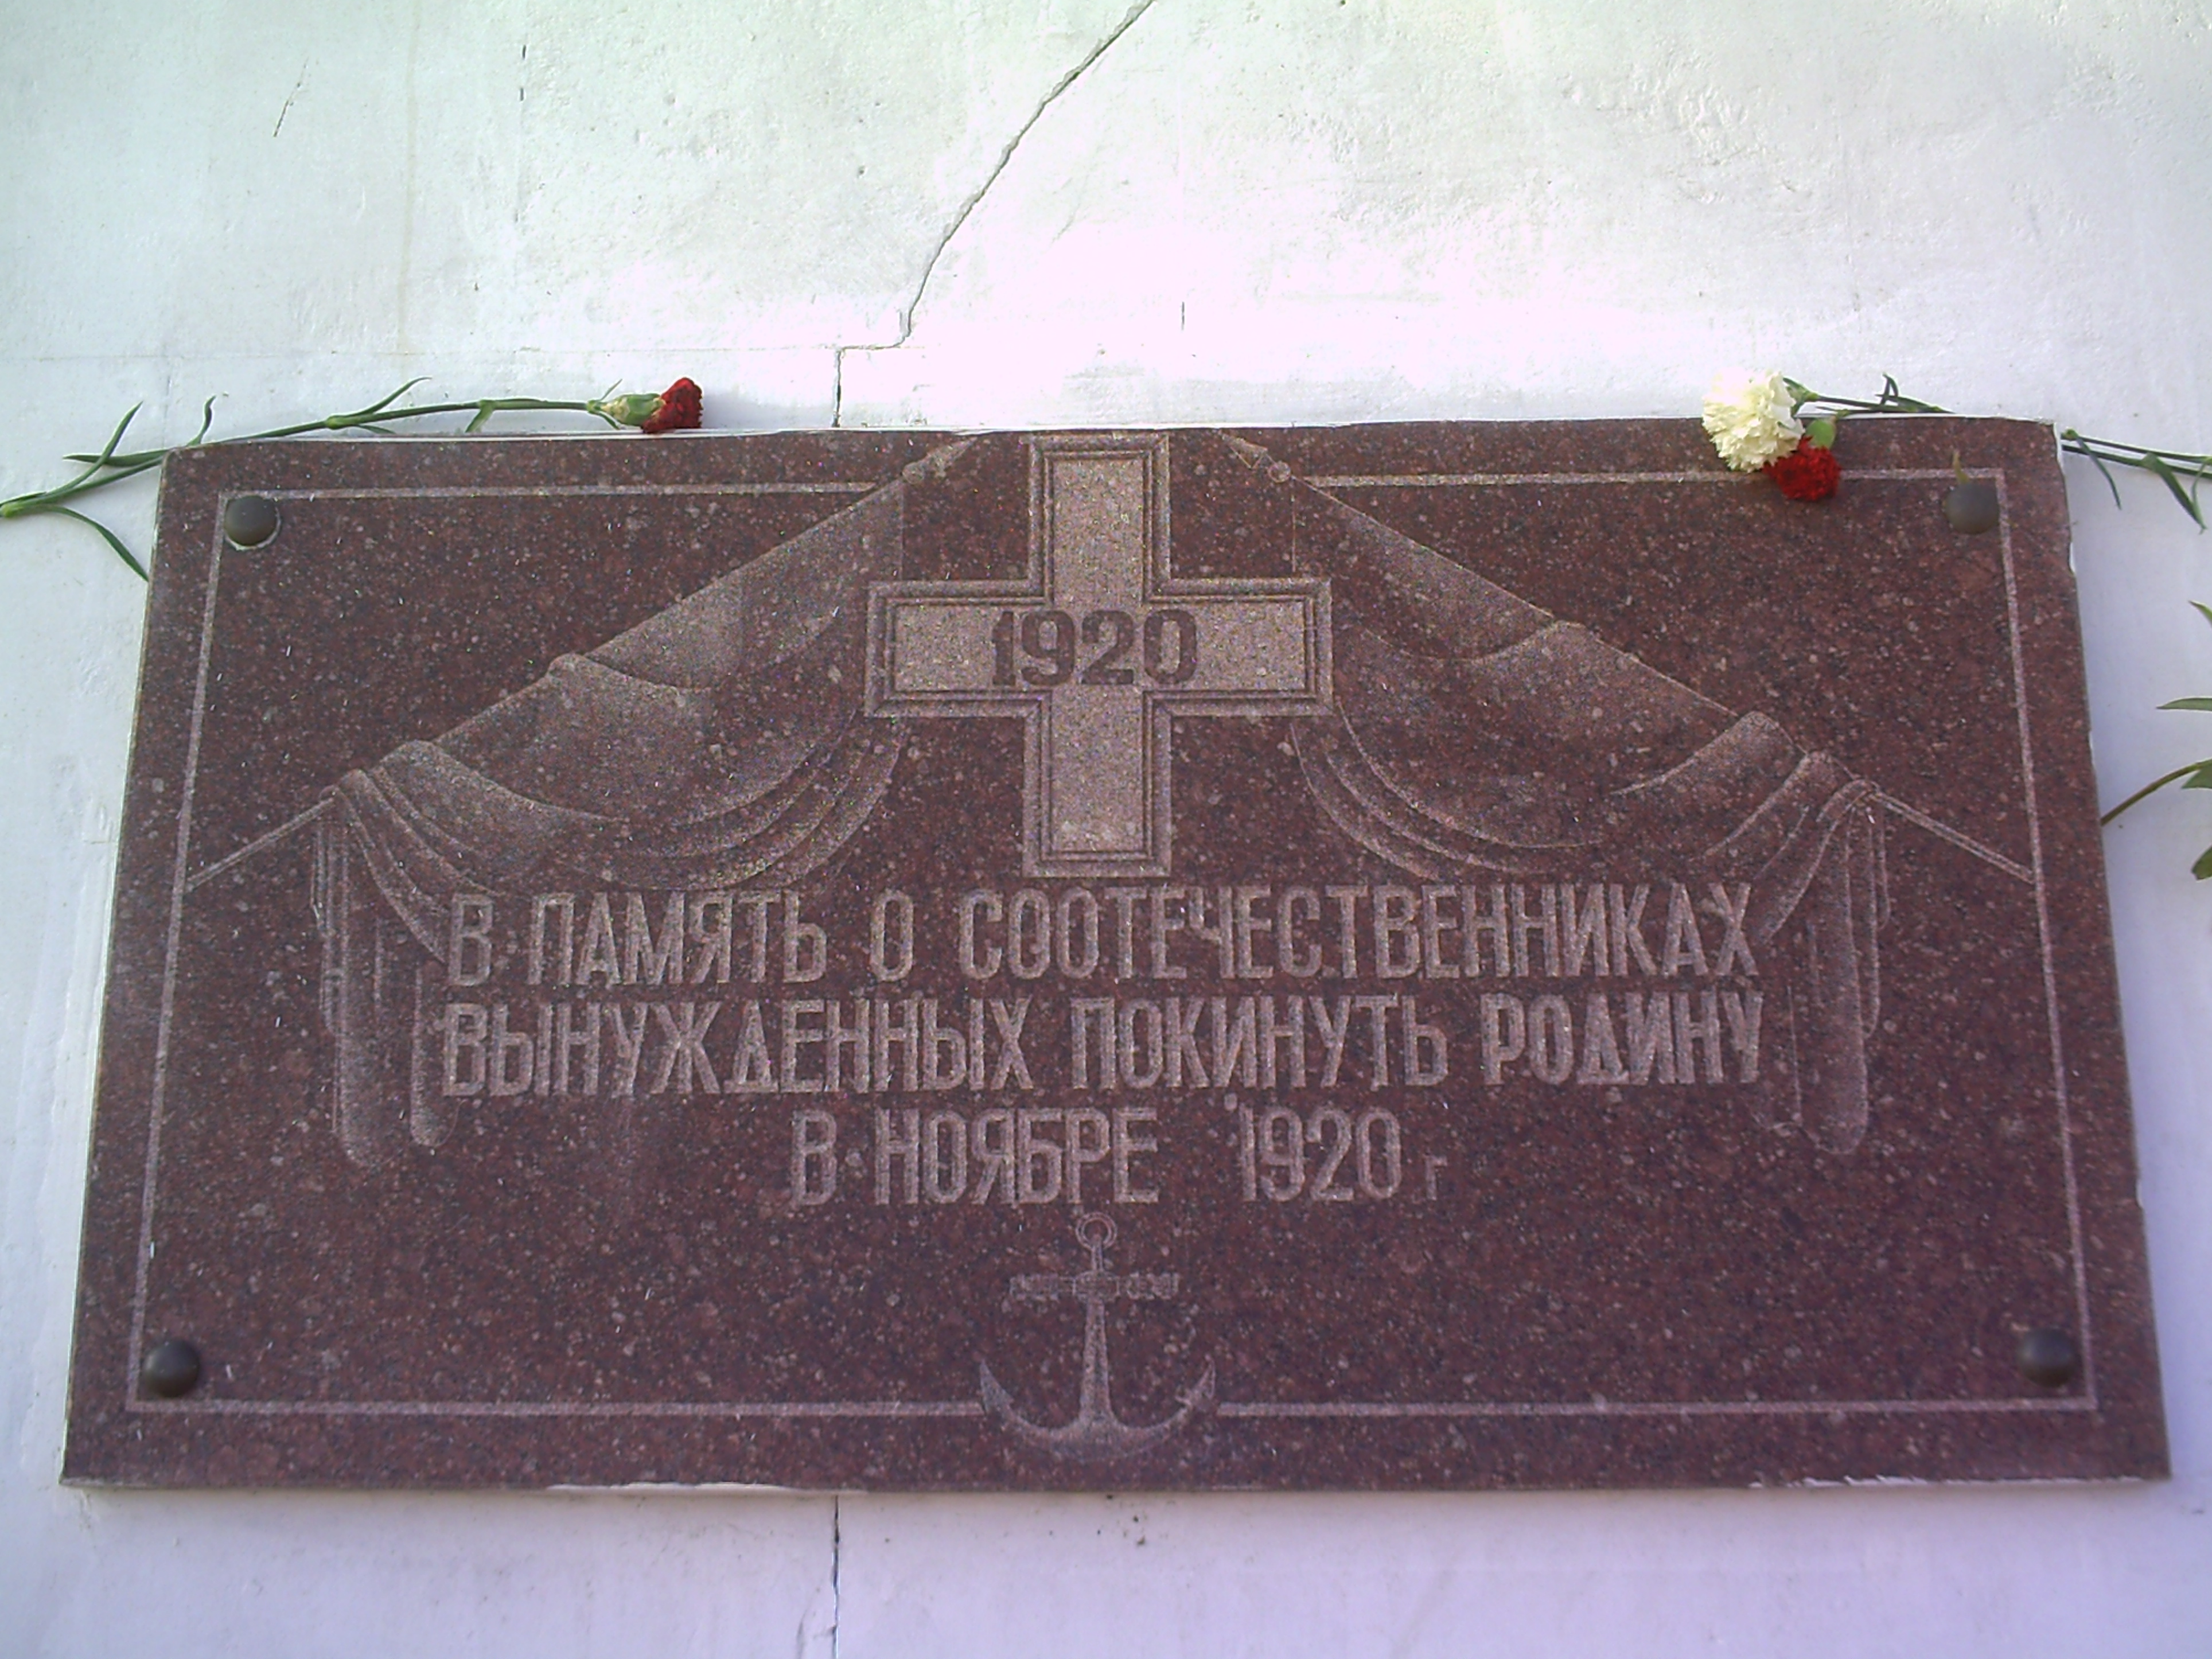 1920
В ПАМЯТЬ О СООТЕЧЕСТВЕННИКАХ
ВЫНУЖДЕННЫХ ПОКИНУТЬ РОДИНУ
В НОЯБРЕ 1920 г